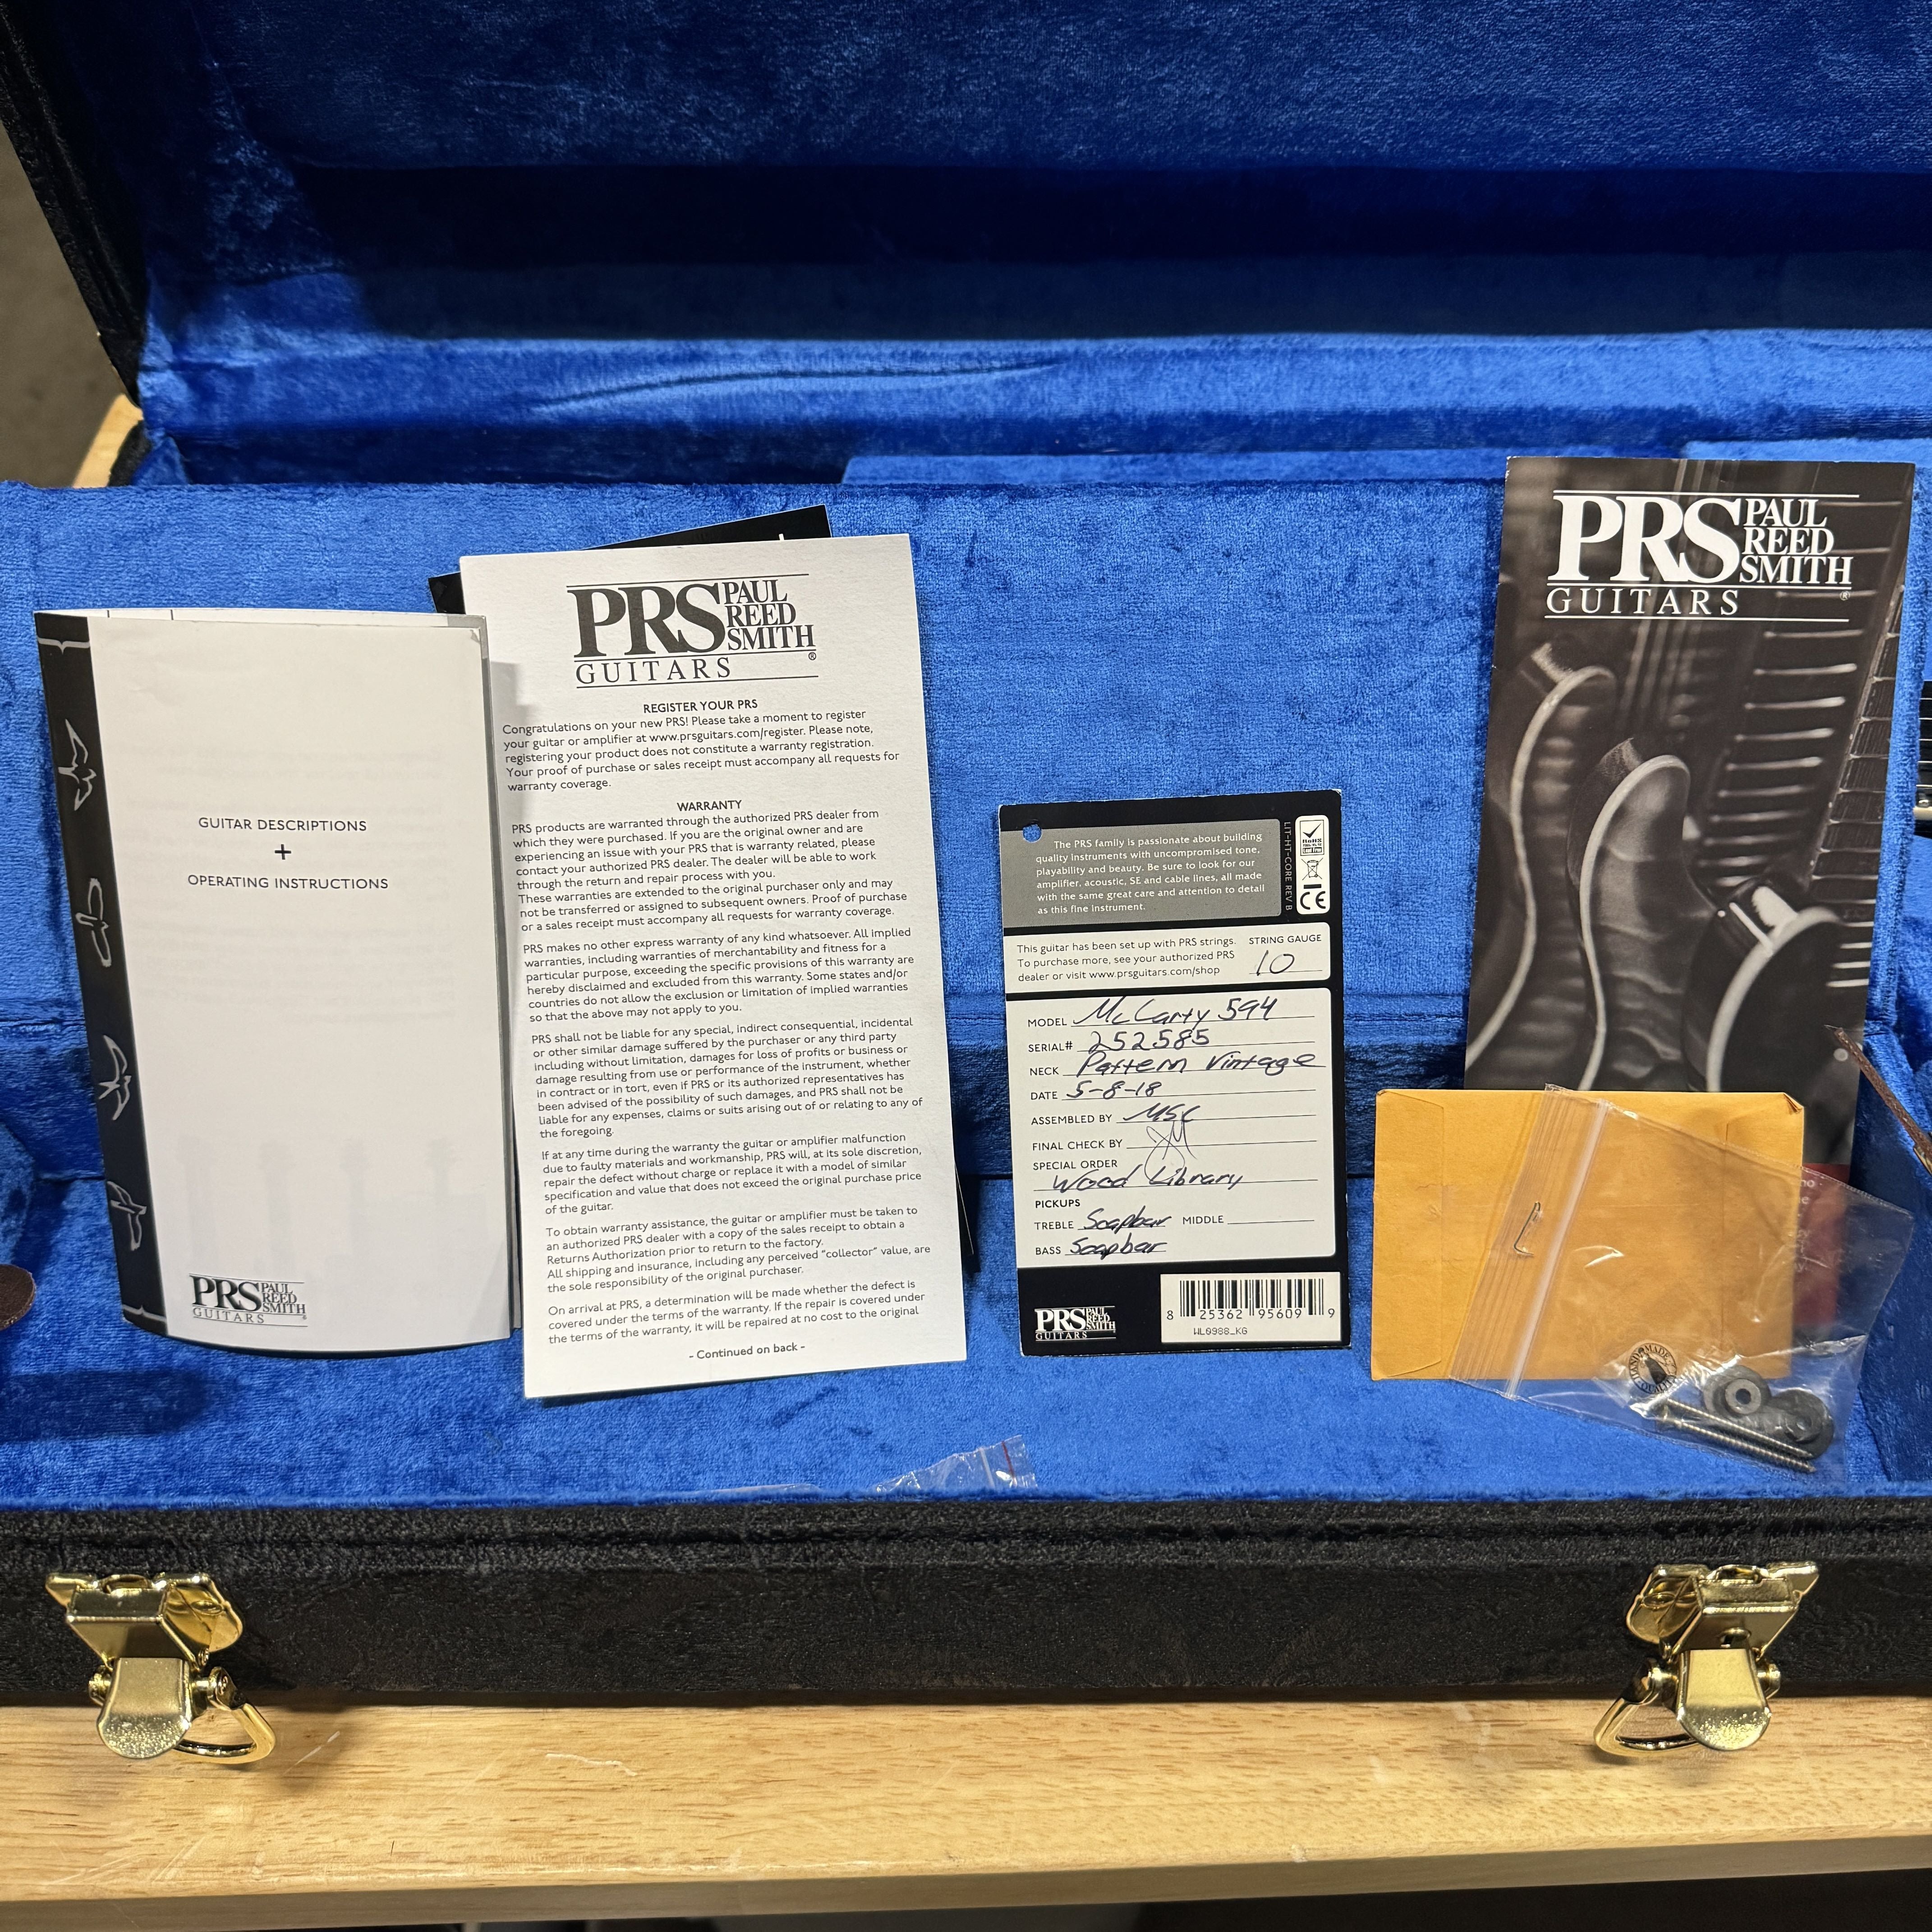 GUITAR DESCRIPTIONS
+
OPERATING INSTRUCTIONS
PRS PAUL REED SMITH
GUITARS
PRS PAUL REED SMITH ®
GUITARS
REGISTER YOUR PRS
Congratulations on your new PRS! Please take a moment to register
your guitar or amplifier at www.prsguitars.com/register. Please note,
registering your product does not constitute a warranty registration.
Your proof of purchase or sales receipt must accompany all requests for
warranty coverage.
WARRANTY
PRS products are warranted through the authorized PRS dealer from
which they were purchased. If you are the original owner and are
experiencing an issue with your PRS that is warranty related, please
contact your authorized PRS dealer. The dealer will be able to work
through the return and repair process with you.
These warranties are extended to the original purchaser only and may
not be transferred or assigned to subsequent owners. Proof of purchase
or a sales receipt must accompany all requests for warranty coverage.
PRS makes no other express warranty of any kind whatsoever. All implied
warranties, including warranties of merchantability and fitness for a
particular purpose, exceeding the specific provisions of this warranty are
hereby disclaimed and excluded from this warranty. Some states and/or
countries do not allow the exclusion or limitation of implied warranties
so that the above may not apply to you.
PRS shall not be liable for any special, indirect consequential, incidental
or other similar damage suffered by the purchaser or any third party
including without limitation, damages for loss of profits or business or
damage resulting from use or performance of the instrument, whether
in contract or in tort, even if PRS or its authorized representatives has
been advised of the possibility of such damages, and PRS shall not be
liable for any expenses, claims or suits arising out of or relating to any of
the foregoing.
If at any time during the warranty the guitar or amplifier malfunction
due to faulty materials and workmanship, PRS will, at its sole discretion,
repair the defect without charge or replace it with a model of similar
specification and value that does not exceed the original purchase price
of the guitar.
To obtain warranty assistance, the guitar or amplifier must be taken to
an authorized PRS dealer with a copy of the sales receipt to obtain a
Returns Authorization prior to return to the factory.
All shipping and insurance, including any perceived "collector" value, are
the sole responsibility of the original purchaser.
On arrival at PRS, a determination will be made whether the defect is
covered under the terms of the warranty. If the repair is covered under
the terms of the warranty, it will be repaired at no cost to the original
- Continued on back -
The PRS family is passionate about building
quality instruments with uncompromised tone,
playability and beauty. Be sure to look for our
amplifier, acoustic, SE and cable lines, all made
with the same great care and attention to detail
as this fine instrument.
LIT-HT-CORE REV B
CE
This guitar has been set up with PRS strings.
To purchase more, see your authorized PRS
dealer or visit www.prsguitars.com/shop
STRING GAUGE
10
MODEL McCarty 594
SERIAL# 252585
NECK Pattern Vintage
DATE 5-8-18
ASSEMBLED BY MSC
FINAL CHECK BY
SPECIAL ORDER
Wood Library
PICKUPS
TREBLE Soapbar MIDDLE
BASS Soapbar
PRS PAUL REED SMITH
GUITARS
8 25362 95609 9
WL0988_KG
PRS PAUL REED SMITH ®
GUITARS
HAND MADE
QUALITY